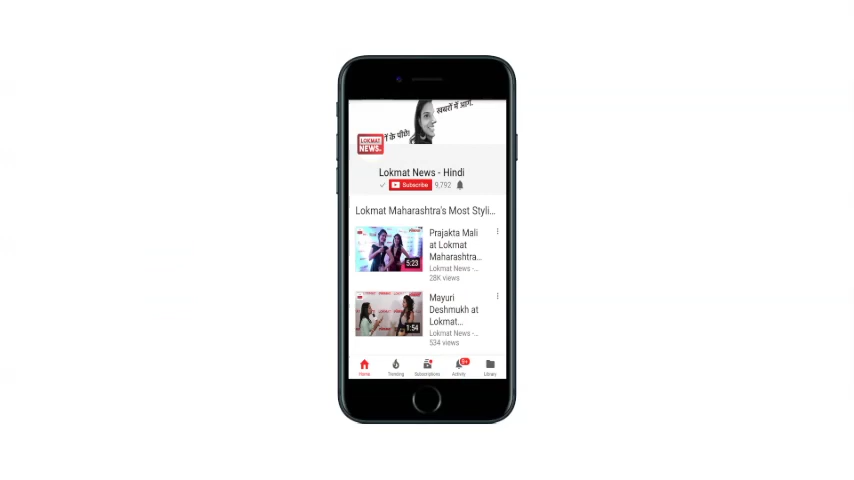 खबरों में आगे,
के पीछे!
LOKMAT
NEWS
Lokmat News - Hindi
Subscribe 9,792
Lokmat Maharashtra's Most Styli...
Prajakta Mali
at Lokmat
Maharashtra...
Lokmat News -...
28K views
5:23
Mayuri
Deshmukh at
Lokmat...
Lokmat News -...
534 views
1:54
9+
Home Trending Subscriptions Activity Library